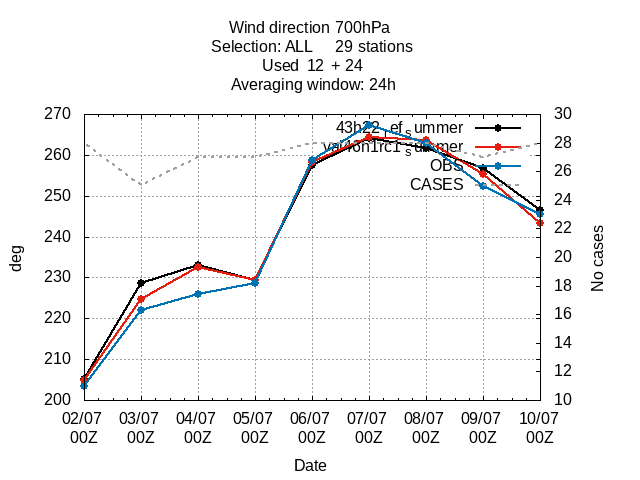 Wind direction 700hPa
Selection: ALL 29 stations
Used 12 + 24
Averaging window: 24h
270
260
250
240
230
220
210
200
deg
30
28
26
24
22
20
18
16
14
12
10
No cases
43h22_ref_summer
OBS
CASES
02/07 03/07 04/07 05/07 06/07 07/07 08/07 09/07 10/07
00Z 00Z 00Z 00Z 00Z 00Z 00Z 00Z 00Z
Date